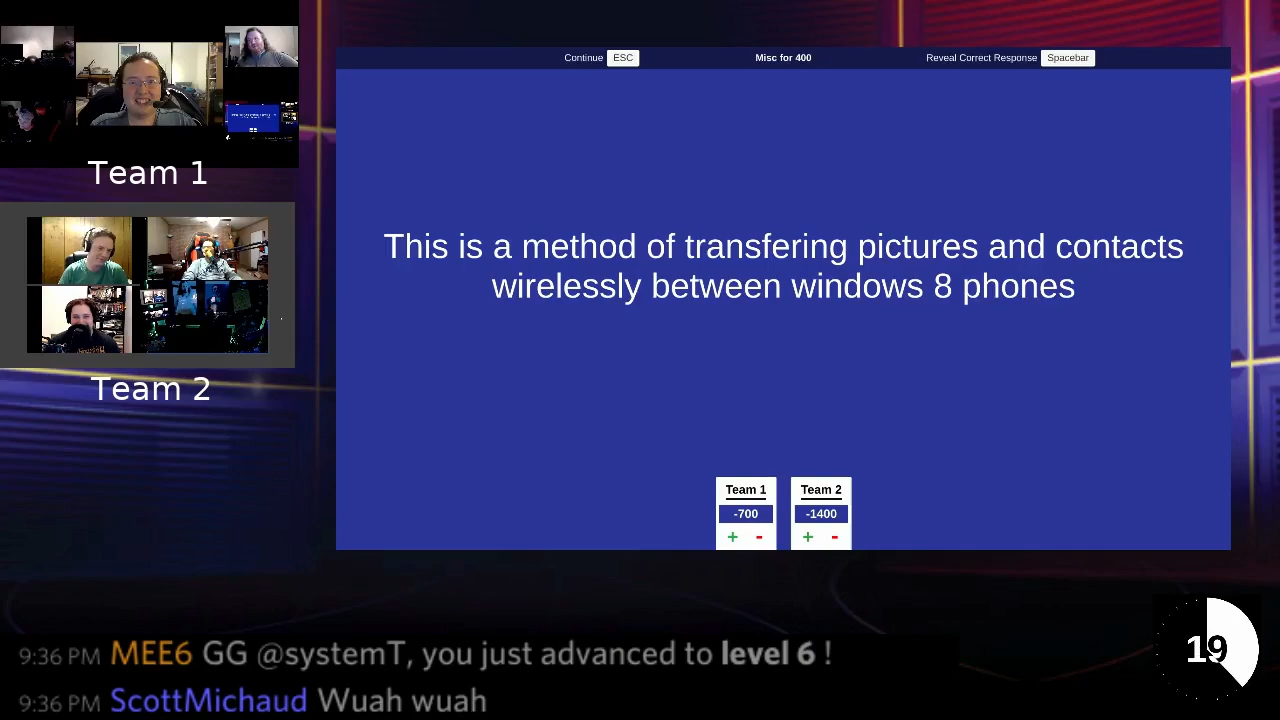 Team 1
Team 2
Continue ESC
Misc for 400
Reveal Correct Response Spacebar
This is a method of transfering pictures and contacts
wirelessly between windows 8 phones
Team 1
-700
+ -
Team 2
-1400
+ -
9:36 PM MEE6 GG @systemT, you just advanced to level 6 !
9:36 PM ScottMichaud Wuah wuah
19